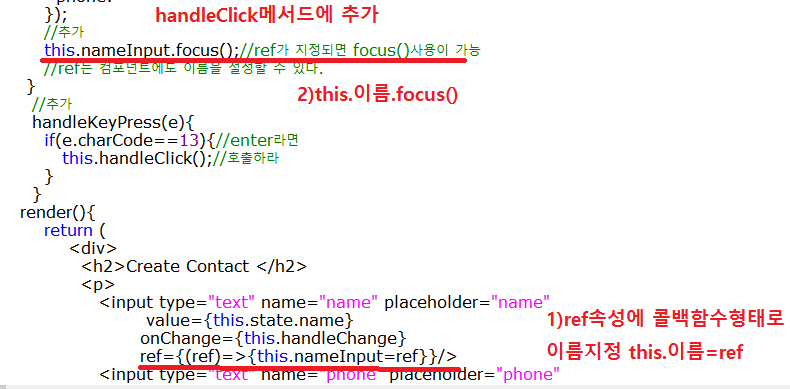 phone:
});
handleClick메서드에 추가
//추가
this.nameInput.focus();//ref가 지정되면 focus()사용이 가능
//ref는 컴포넌트에도 이름을 설정할 수 있다.
}
2)this.이름.focus()
//추가
handleKeyPress(e){
if(e.charCode==13){//enter라면
this.handleClick();//호출하라
}
}
render(){
return (
<div>
<h2>Create Contact </h2>
<p>
<input type="text" name="name" placeholder="name"
value={this.state.name}
onChange={this.handleChange}
ref={(ref)=>{this.nameInput=ref}}/>
1)ref속성에 콜백함수형태로
이름지정 this.이름=ref
<input type="text" name="phone" placeholder="phone"